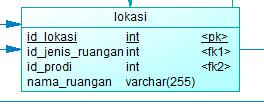 lokasi
id_lokasi int <pk>
id_jenis_ruangan int <fk1>
id_prodi int <fk2>
nama_ruangan varchar(255)